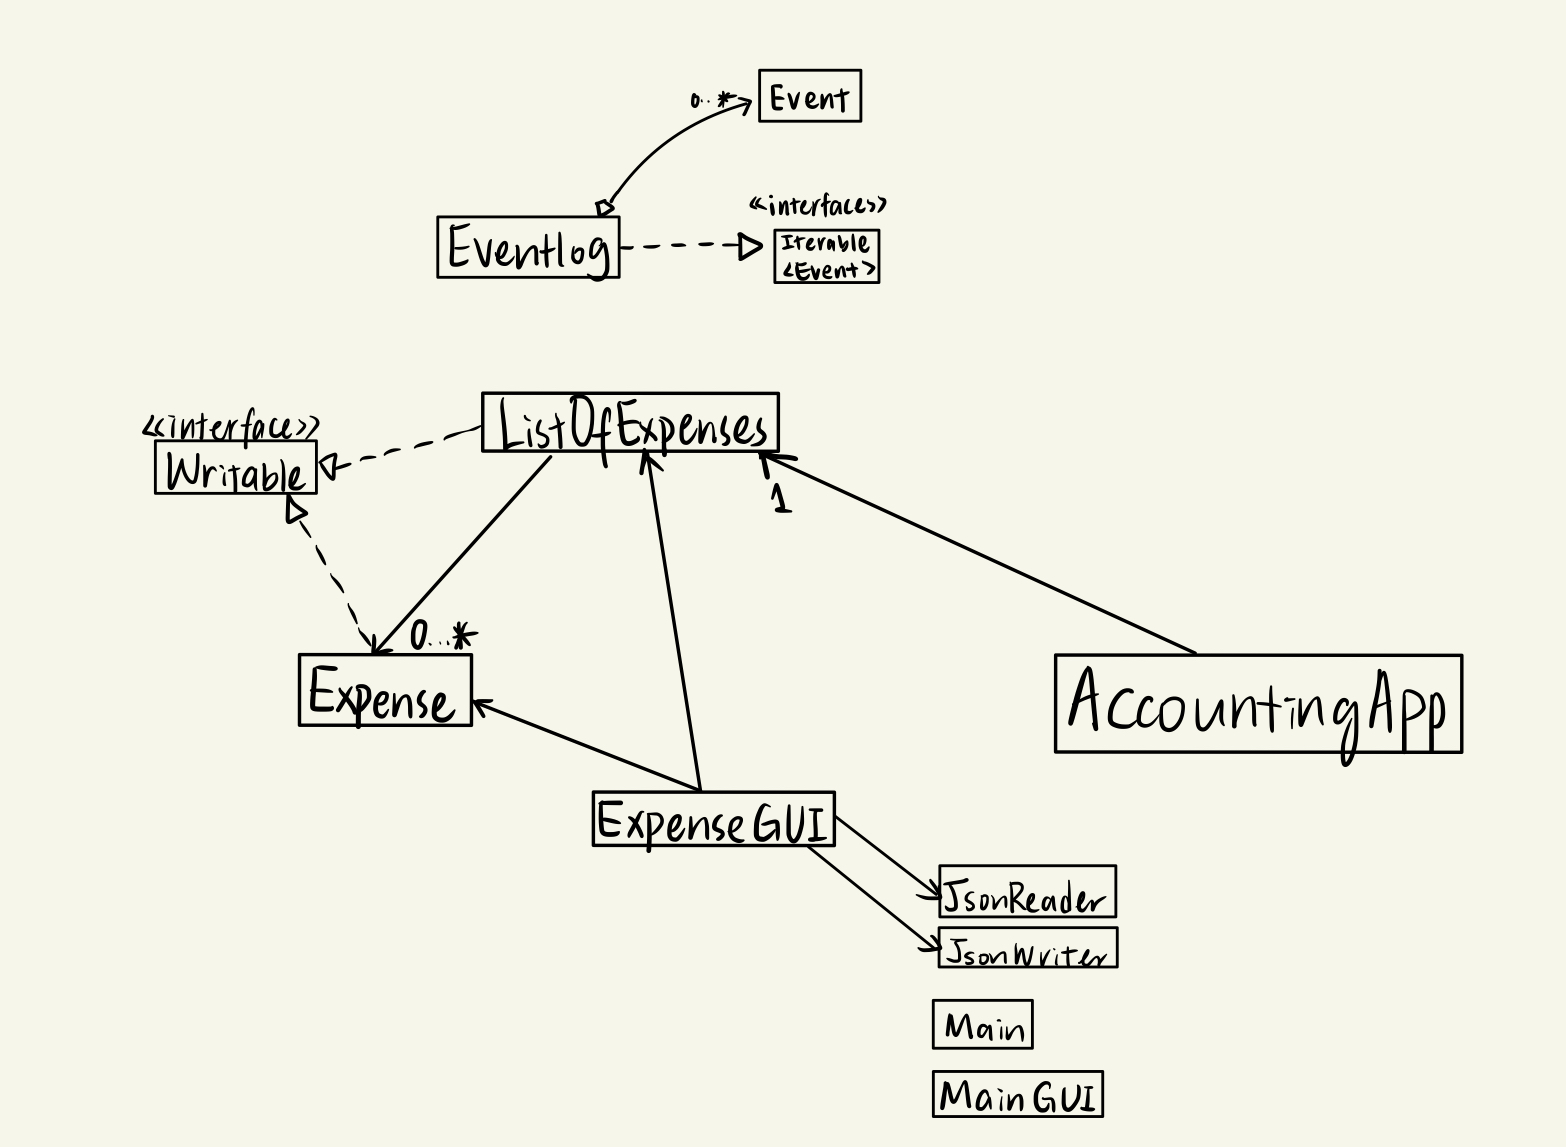 0..*
Event
<<interfaces>>
Eventlog
Iterable
<Event>
ListOfExpenses
<<interface>>
Writable
1
0...*
Expense
AccountingApp
ExpenseGUI
JsonReader
JsonWriter
Main
MainGUI